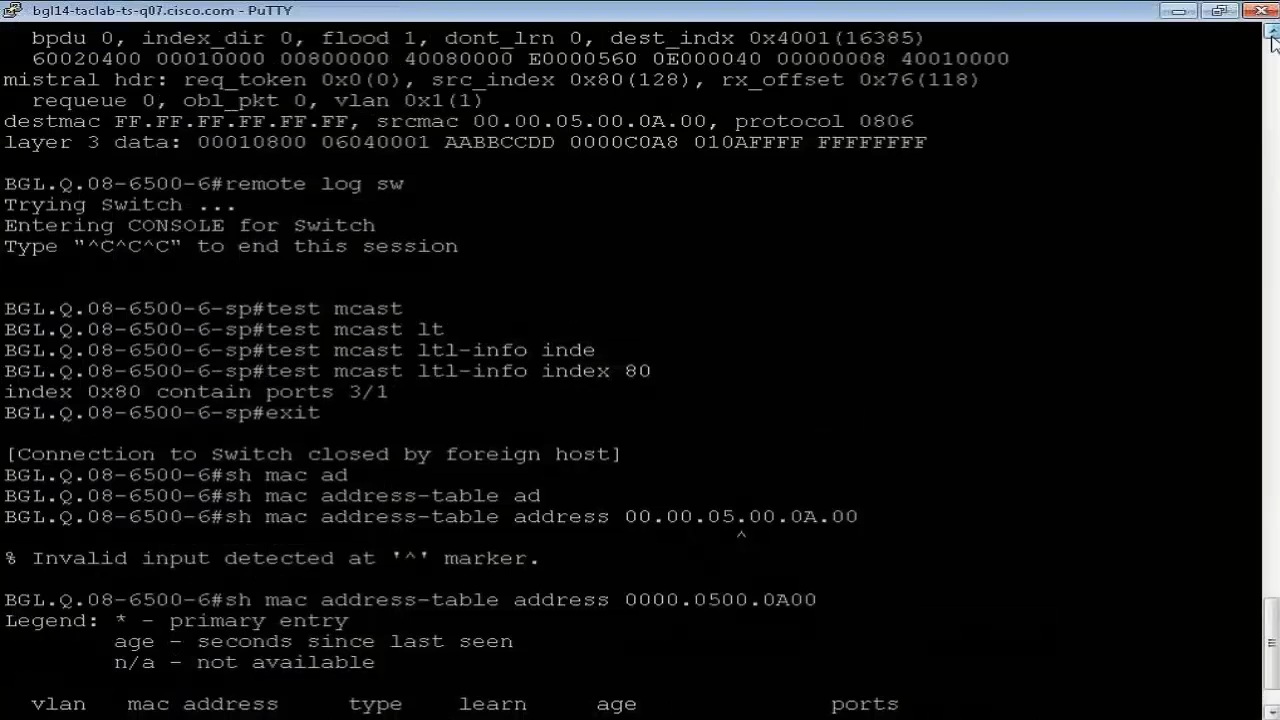 bgl14-taclab-ts-q07.cisco.com - PuTTY
bpdu 0, index_dir 0, flood 1, dont_lrn , dest_indx 0x4001(16385)
60020400 00010000 00800000 40080000 E0000560 0E000040 00000008 40010000
mistral hdr: req_token 0x0(0), src_index 0x80(128), rx_offset 0x76(118)
requeue 0, obl_pkt 0, vlan 0x1(1)
destmac FF.FF.FF.FF.FF.FF, srcmac 00.00.05.00.0A.00, protocol 0806
layer 3 data: 00010800 06040001 AABBCCDD 0000C0A8 010AFFFF FFFFFFFF
BGL.Q.08-6500-6#remote log sw
Trying Switch ...
Entering CONSOLE for Switch
Type "^C^C^C" to end this session
BGL.Q.08-6500-6-sp#test mcast
BGL.Q.08-6500-6-sp#test mcast lt
BGL.Q.08-6500-6-sp#test mcast ltl-info inde
BGL.Q.08-6500-6-sp#test mcast ltl-info index 80
index 0x80 contain ports 3/1
BGL.Q.08-6500-6-sp#exit
[Connection to Switch closed by foreign host]
BGL.Q.08-6500-6#sh mac ad
BGL.Q.08-6500-6#sh mac address-table ad
BGL.Q.08-6500-6#sh mac address-table address 00.00.05.00.0A.00
^
% Invalid input detected at '^' marker.
BGL.Q.08-6500-6#sh mac address-table address 0000.0500.0A00
Legend: * - primary entry
age - seconds since last seen
n/a - not available
vlan mac address type learn age ports